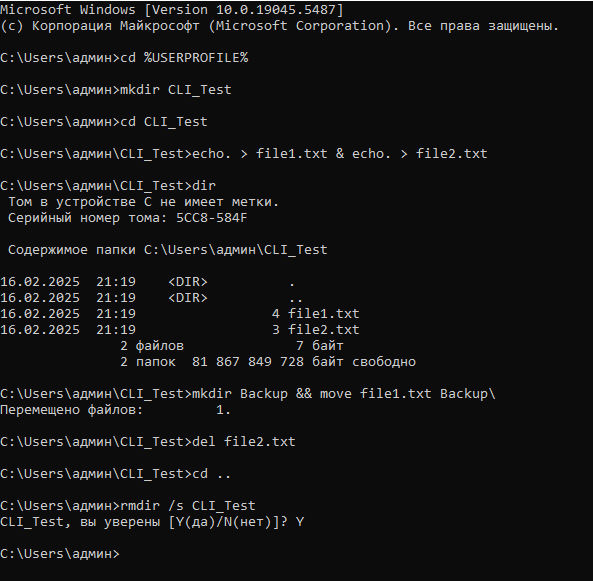 Microsoft Windows [Version 10.0.19045.5487]
(c) Корпорация Майкрософт (Microsoft Corporation). Все права защищены.
C:\Users\админ>cd %USERPROFILE%
C:\Users\админ>mkdir CLI_Test
C:\Users\админ>cd CLI_Test
C:\Users\админ\CLI_Test>echo. > file1.txt & echo. > file2.txt
C:\Users\админ\CLI_Test>dir
Том в устройстве C не имеет метки.
Серийный номер тома: 5CC8-584F
Содержимое папки C:\Users\админ\CLI_Test
16.02.2025  21:19    <DIR>          .
16.02.2025  21:19    <DIR>          ..
16.02.2025  21:19                 4 file1.txt
16.02.2025  21:19                 3 file2.txt
2 файлов              7 байт
2 папок  81 867 849 728 байт свободно
C:\Users\админ\CLI_Test>mkdir Backup && move file1.txt Backup\
Перемещено файлов:         1.
C:\Users\админ\CLI_Test>del file2.txt
C:\Users\админ\CLI_Test>cd ..
C:\Users\админ>rmdir /s CLI_Test
CLI_Test, вы уверены [Y(да)/N(нет)]? Y
C:\Users\админ>